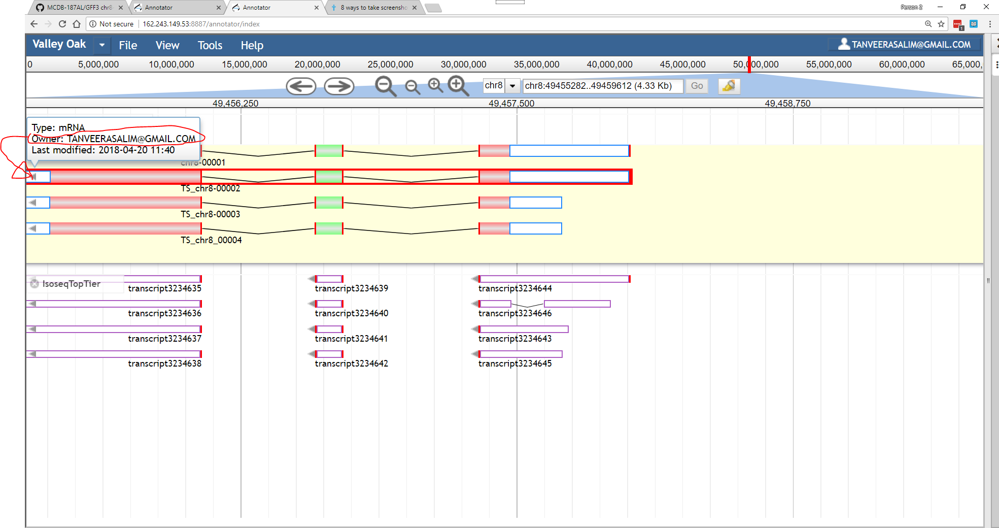 MCDB-187AL/GFF3 chr8-
Annotator
Annotator
8 ways to take screensho
Person 2
Not secure
162.243.149.53:8887/annotator/index
1
Valley Oak
File
View
Tools
Help
TANVEERASALIM@GMAIL.COM
0 5,000,000 10,000,000 15,000,000 20,000,000 25,000,000 30,000,000 35,000,000 40,000,000 45,000,000 50,000,000 55,000,000 60,000,000 65,000,
chr8
chr8:49455282..49459612 (4.33 Kb)
Go
49,456,250 49,457,500 49,458,750
Type: mRNA
Owner: TANVEERASALIM@GMAIL.COM
Last modified: 2018-04-20 11:40
chr8-00001
TS_chr8-00002
TS_chr8-00003
TS_chr8_00004
IsoseqTopTier
transcript3234635 transcript3234639 transcript3234644
transcript3234636 transcript3234640 transcript3234646
transcript3234637 transcript3234641 transcript3234643
transcript3234638 transcript3234642 transcript3234645